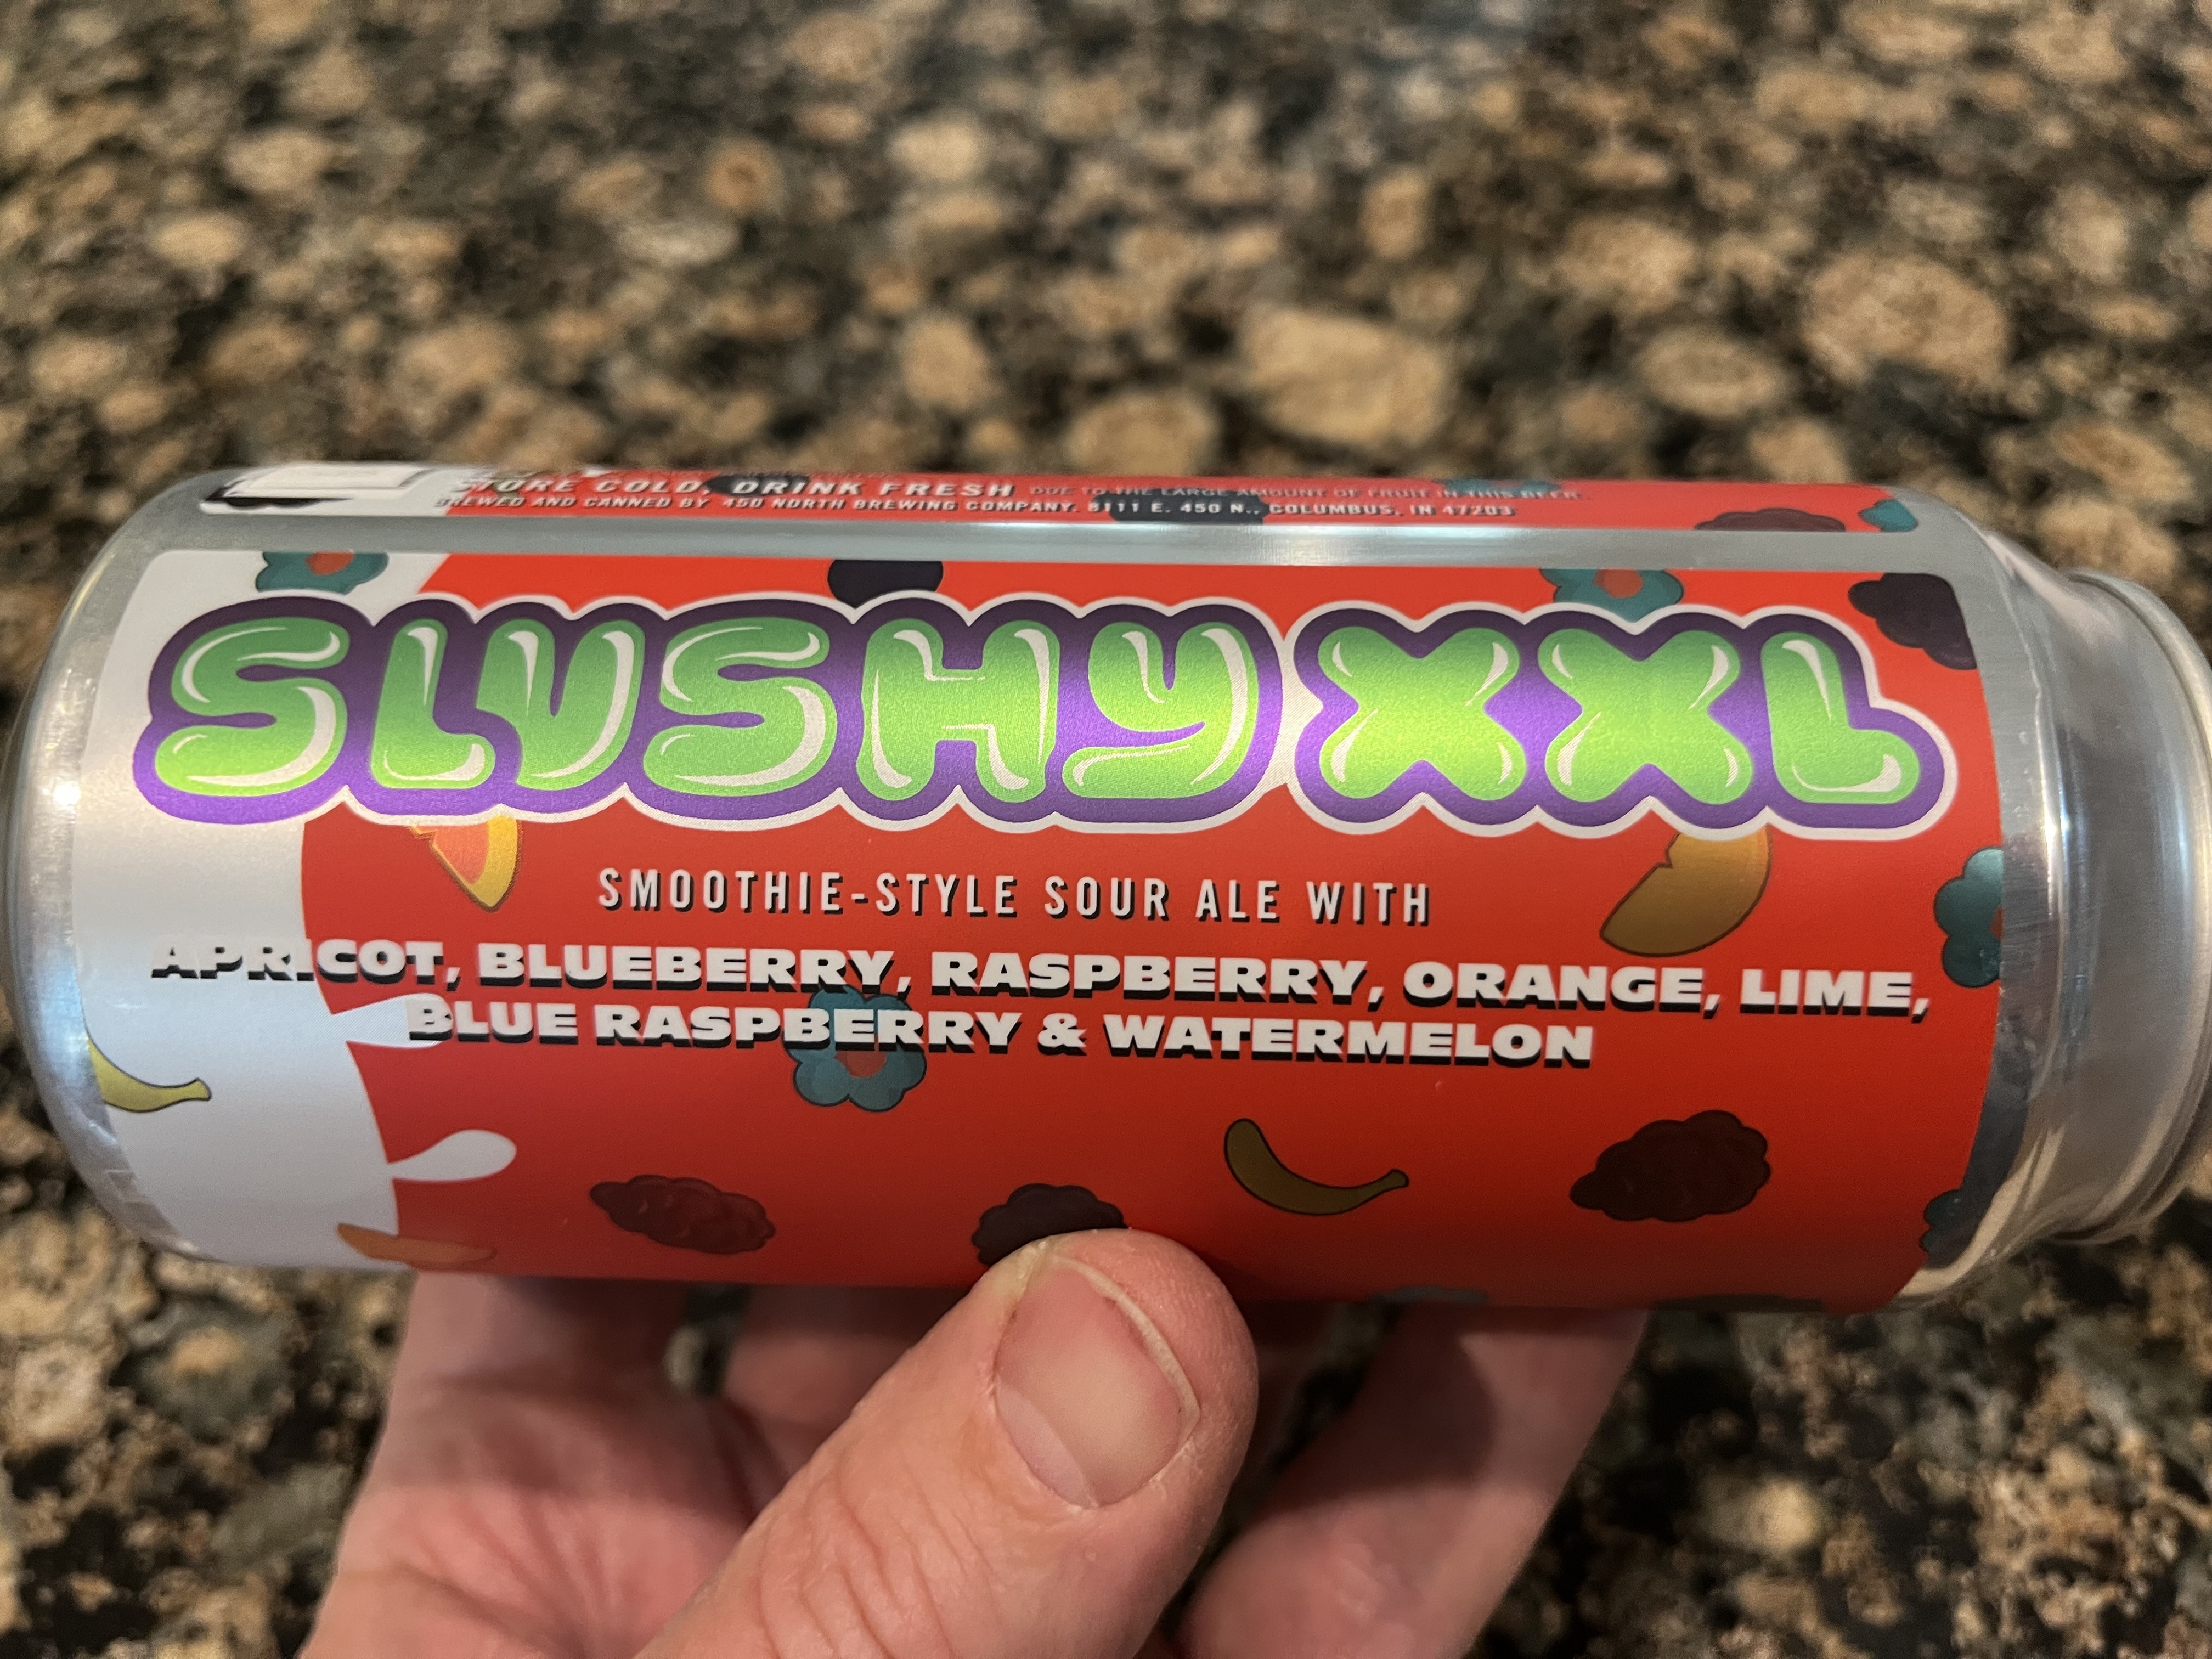 STORE COLD, DRINK FRESH DUE TO THE LARGE AMOUNT OF FRUIT IN THIS BEER,
BREWED AND CANNED BY 450 NORTH BREWING COMPANY. 8111 E. 450 N., COLUMBUS, IN 47203
SLUSHY XXL
SMOOTHIE-STYLE SOUR ALE WITH
APRICOT, BLUEBERRY, RASPBERRY, ORANGE, LIME,
BLUE RASPBERRY & WATERMELON